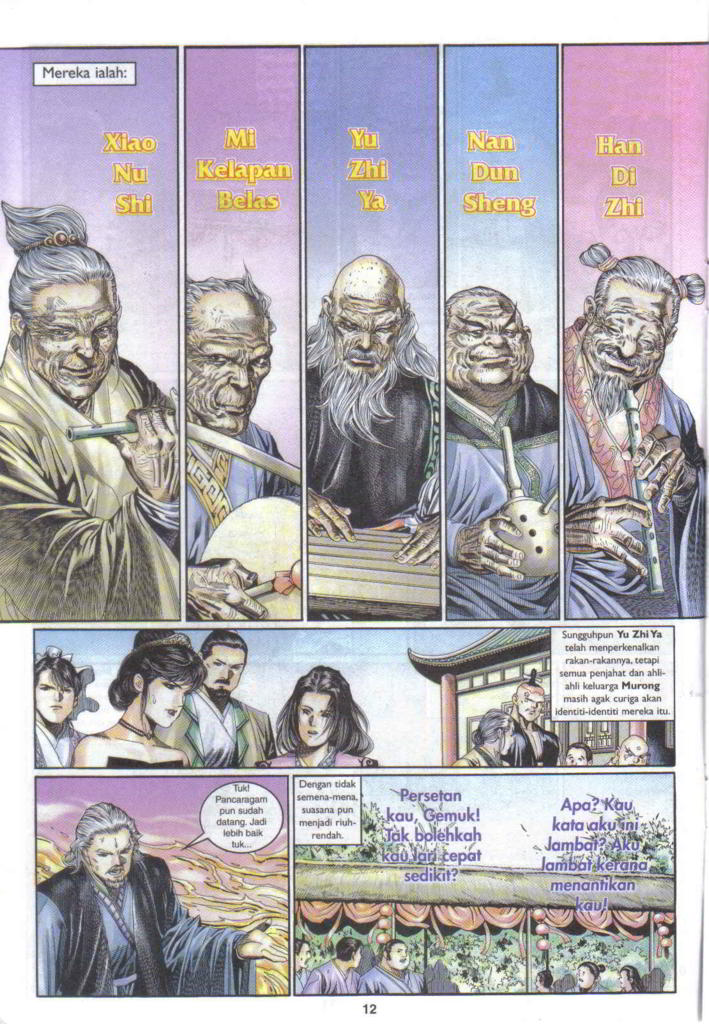 Mereka ialah:
Xiao
Nu
Shi
Mi
Kelapan
Belas
Yu
Zhi
Ya
Nan
Dun
Sheng
Han
Di
Zhi
Sungguhpun Yu Zhi Ya
telah menperkenalkan
rakan-rakannya, tetapi
semua penjahat dan ahli-
ahli keluarga Murong
masih agak curiga akan
identiti-identiti mereka itu.
Tuk!
Pancaragam
pun sudah
datang. Jadi
lebih baik
tuk...
Dengan tidak
semena-mena,
suasana pun
menjadi riuh-
rendah.
Persetan
kau, Gemuk!
Tak bolehkah
kau lari cepat
sedikit?
Apa? Kau
kata aku ini
lambat? Aku
lambat kerana
menantikan
kau!
12